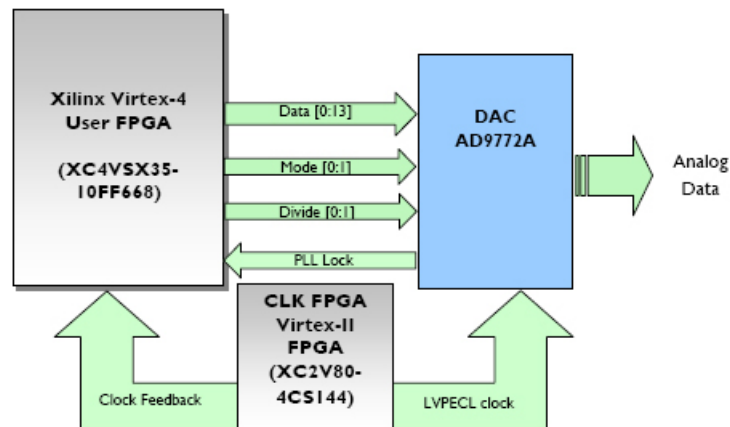 Xilinx Virtex-4
User FPGA
(XC4VSX35-
10FF668)
Data [0:13]
Mode [0:1]
Divide [0:1]
PLL Lock
DAC
AD9772A
Analog
Data
CLK FPGA
Virtex-II
FPGA
(XC2V80-
4CS144)
Clock Feedback
LVPECL clock